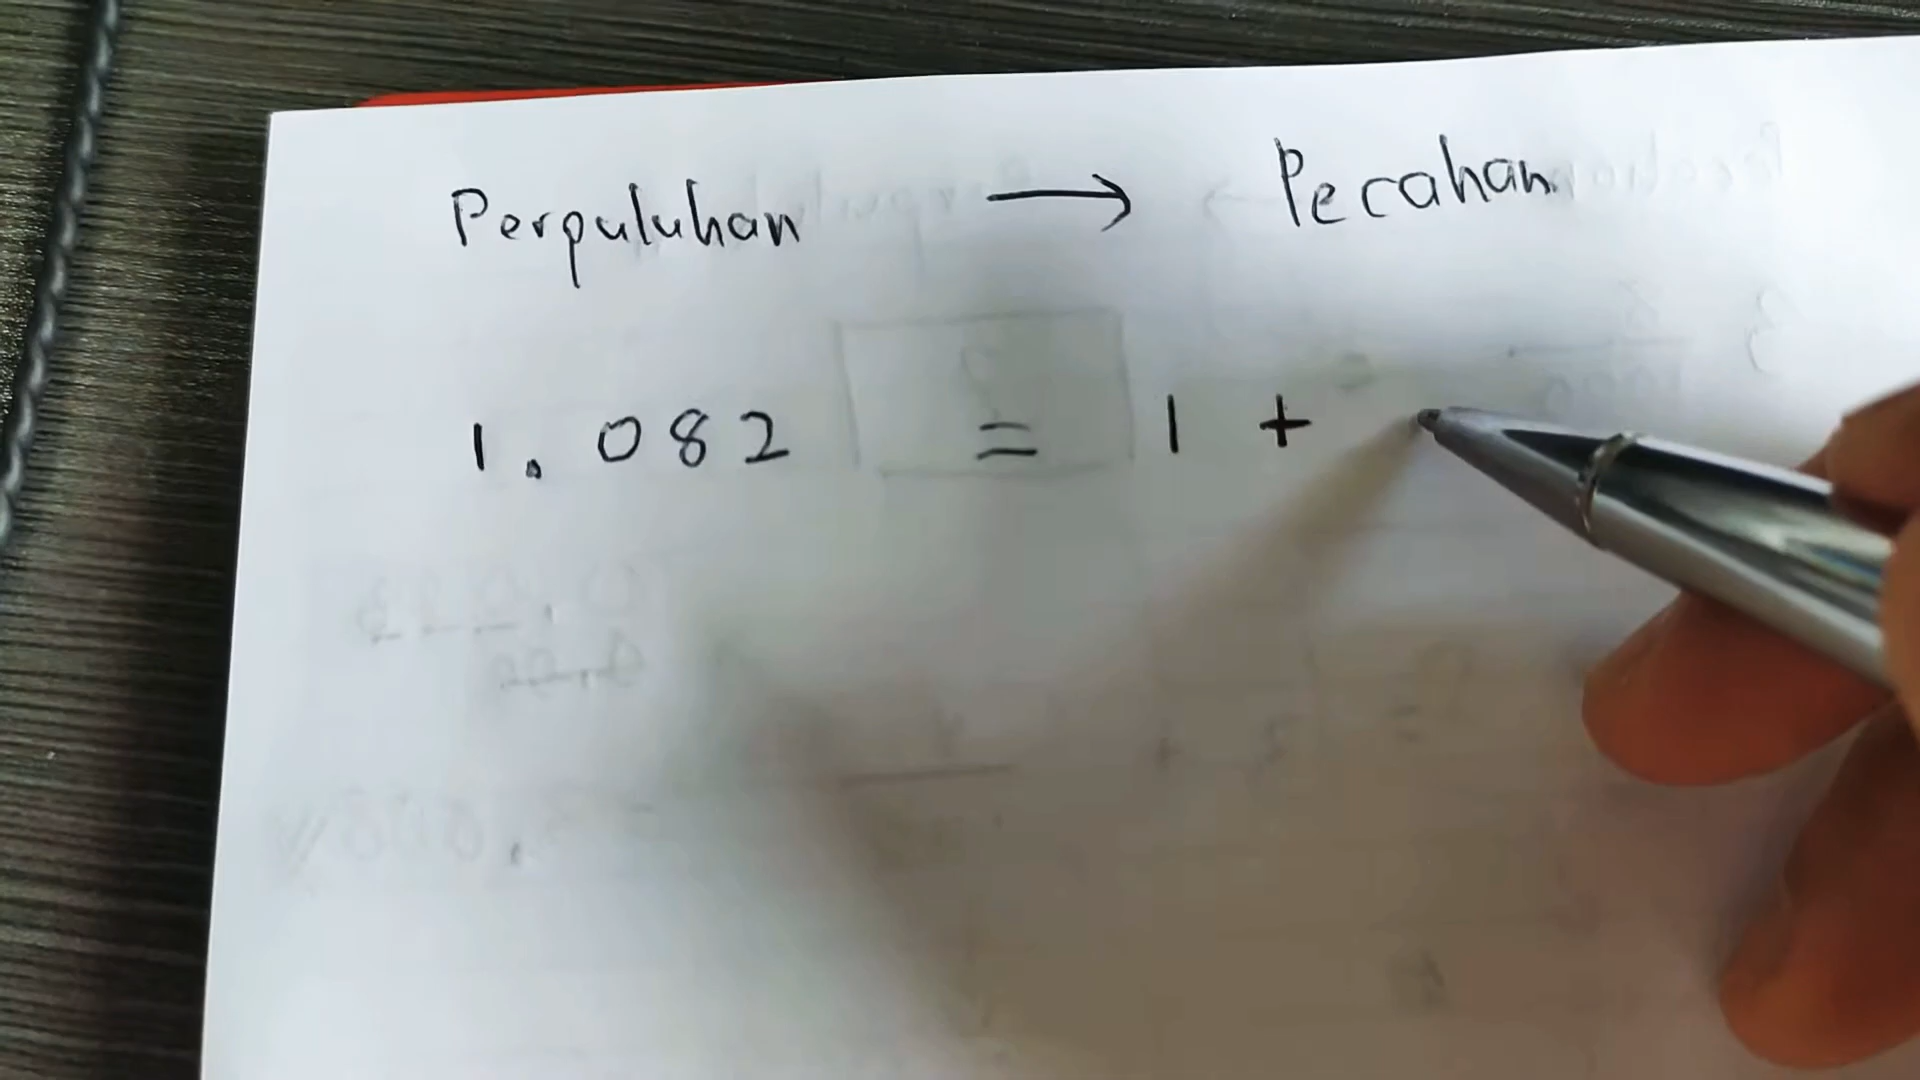 Perpuluhan → Pecahan
1.082 = 1 +